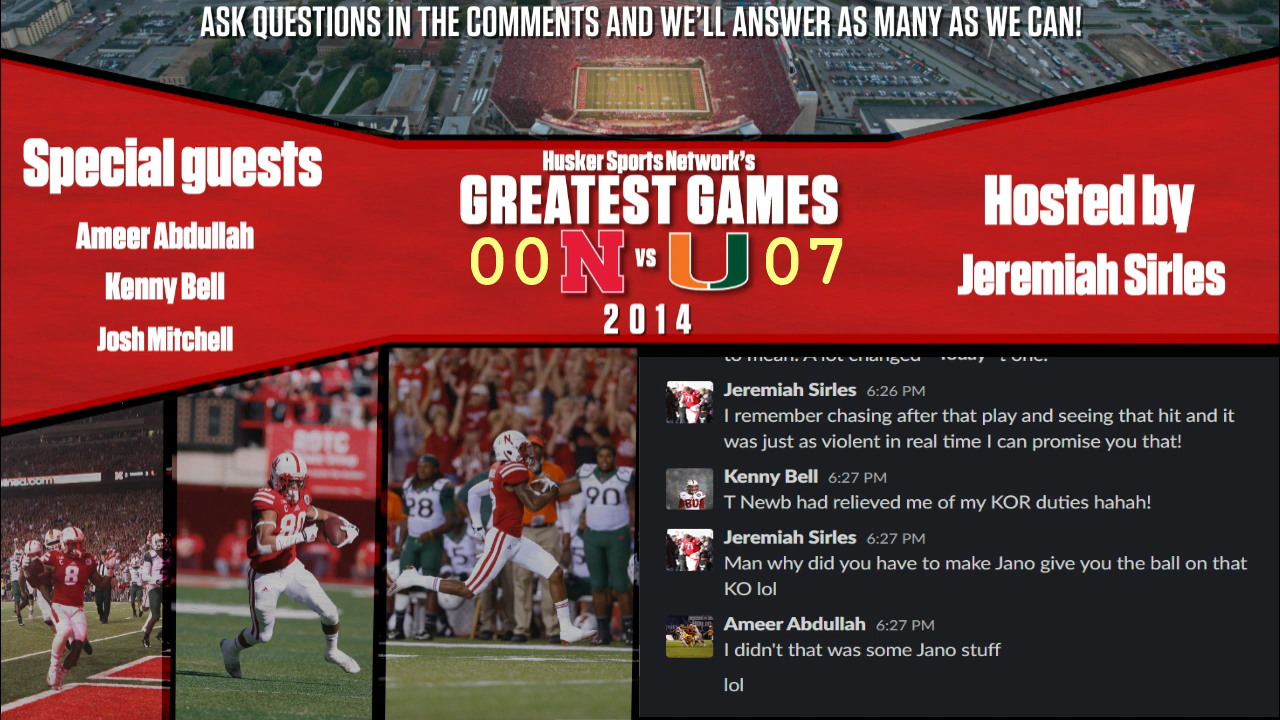 ASK QUESTIONS IN THE COMMENTS AND WE'LL ANSWER AS MANY AS WE CAN!
Special guests
Ameer Abdullah
Kenny Bell
Josh Mitchell
Husker Sports Network's
GREATEST GAMES
00 N VS U 07
2014
Hosted by
Jeremiah Sirles
Jeremiah Sirles 6:26 PM
I remember chasing after that play and seeing that hit and it
was just as violent in real time I can promise you that!
Kenny Bell 6:27 PM
T Newb had relieved me of my KOR duties hahah!
Jeremiah Sirles 6:27 PM
Man why did you have to make Jano give you the ball on that
KO lol
Ameer Abdullah 6:27 PM
I didn't that was some Jano stuff
lol
8
80
28
90
N